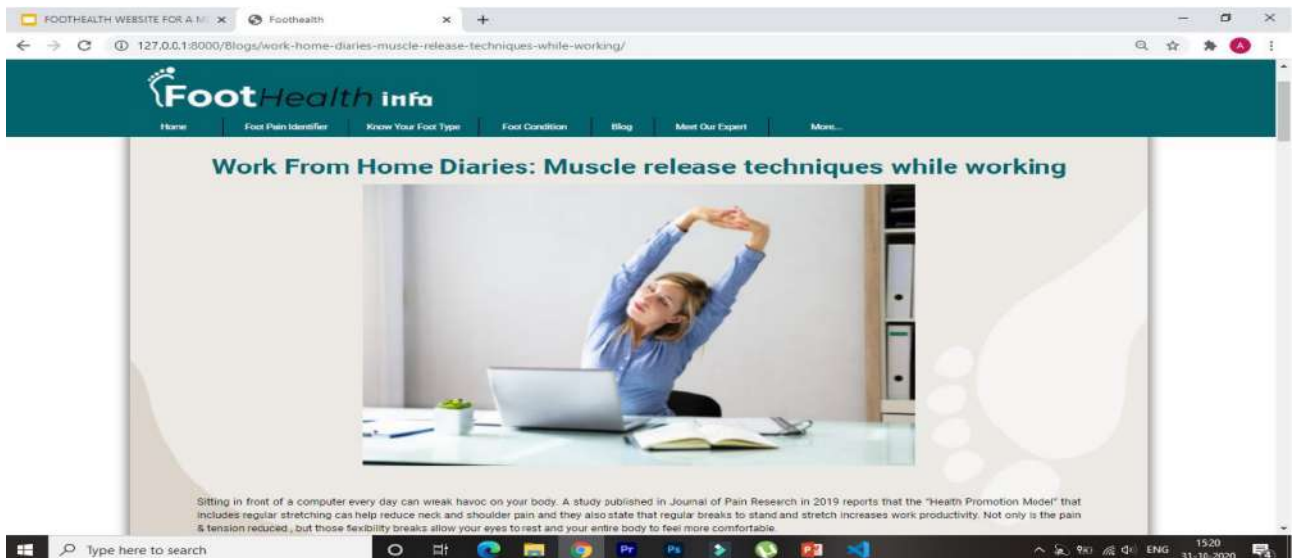 FOOTHEALTH WEBSITE FOR A M
Foothealth
127.0.0.1:8000/Blogs/work-home-diaries-muscle-release-techniques-while-working/
A
FootHealth info
Home Foot Pain Identifier Know Your Foot Type Foot Condition Blog Meet Our Expert More...
Work From Home Diaries: Muscle release techniques while working
Sitting in front of a computer every day can wreak havoc on your body. A study published in Journal of Pain Research in 2019 reports that the "Health Promotion Model" that
includes regular stretching can help reduce neck and shoulder pain and they also state that regular breaks to stand and stretch increases work productivity. Not only is the pain
& tension reduced , but those flexibility breaks allow your eyes to rest and your entire body to feel more comfortable.
Type here to search
Pr
Ps
ENG
15:20
31-10-2020